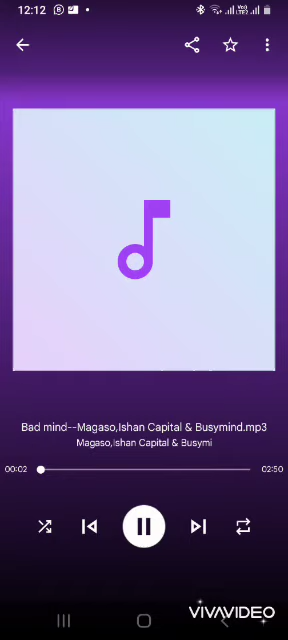 12:12
Bad mind--Magaso,Ishan Capital & Busymind.mp3
Magaso,Ishan Capital & Busymi
00:02
02:50
VIVAVIDEO